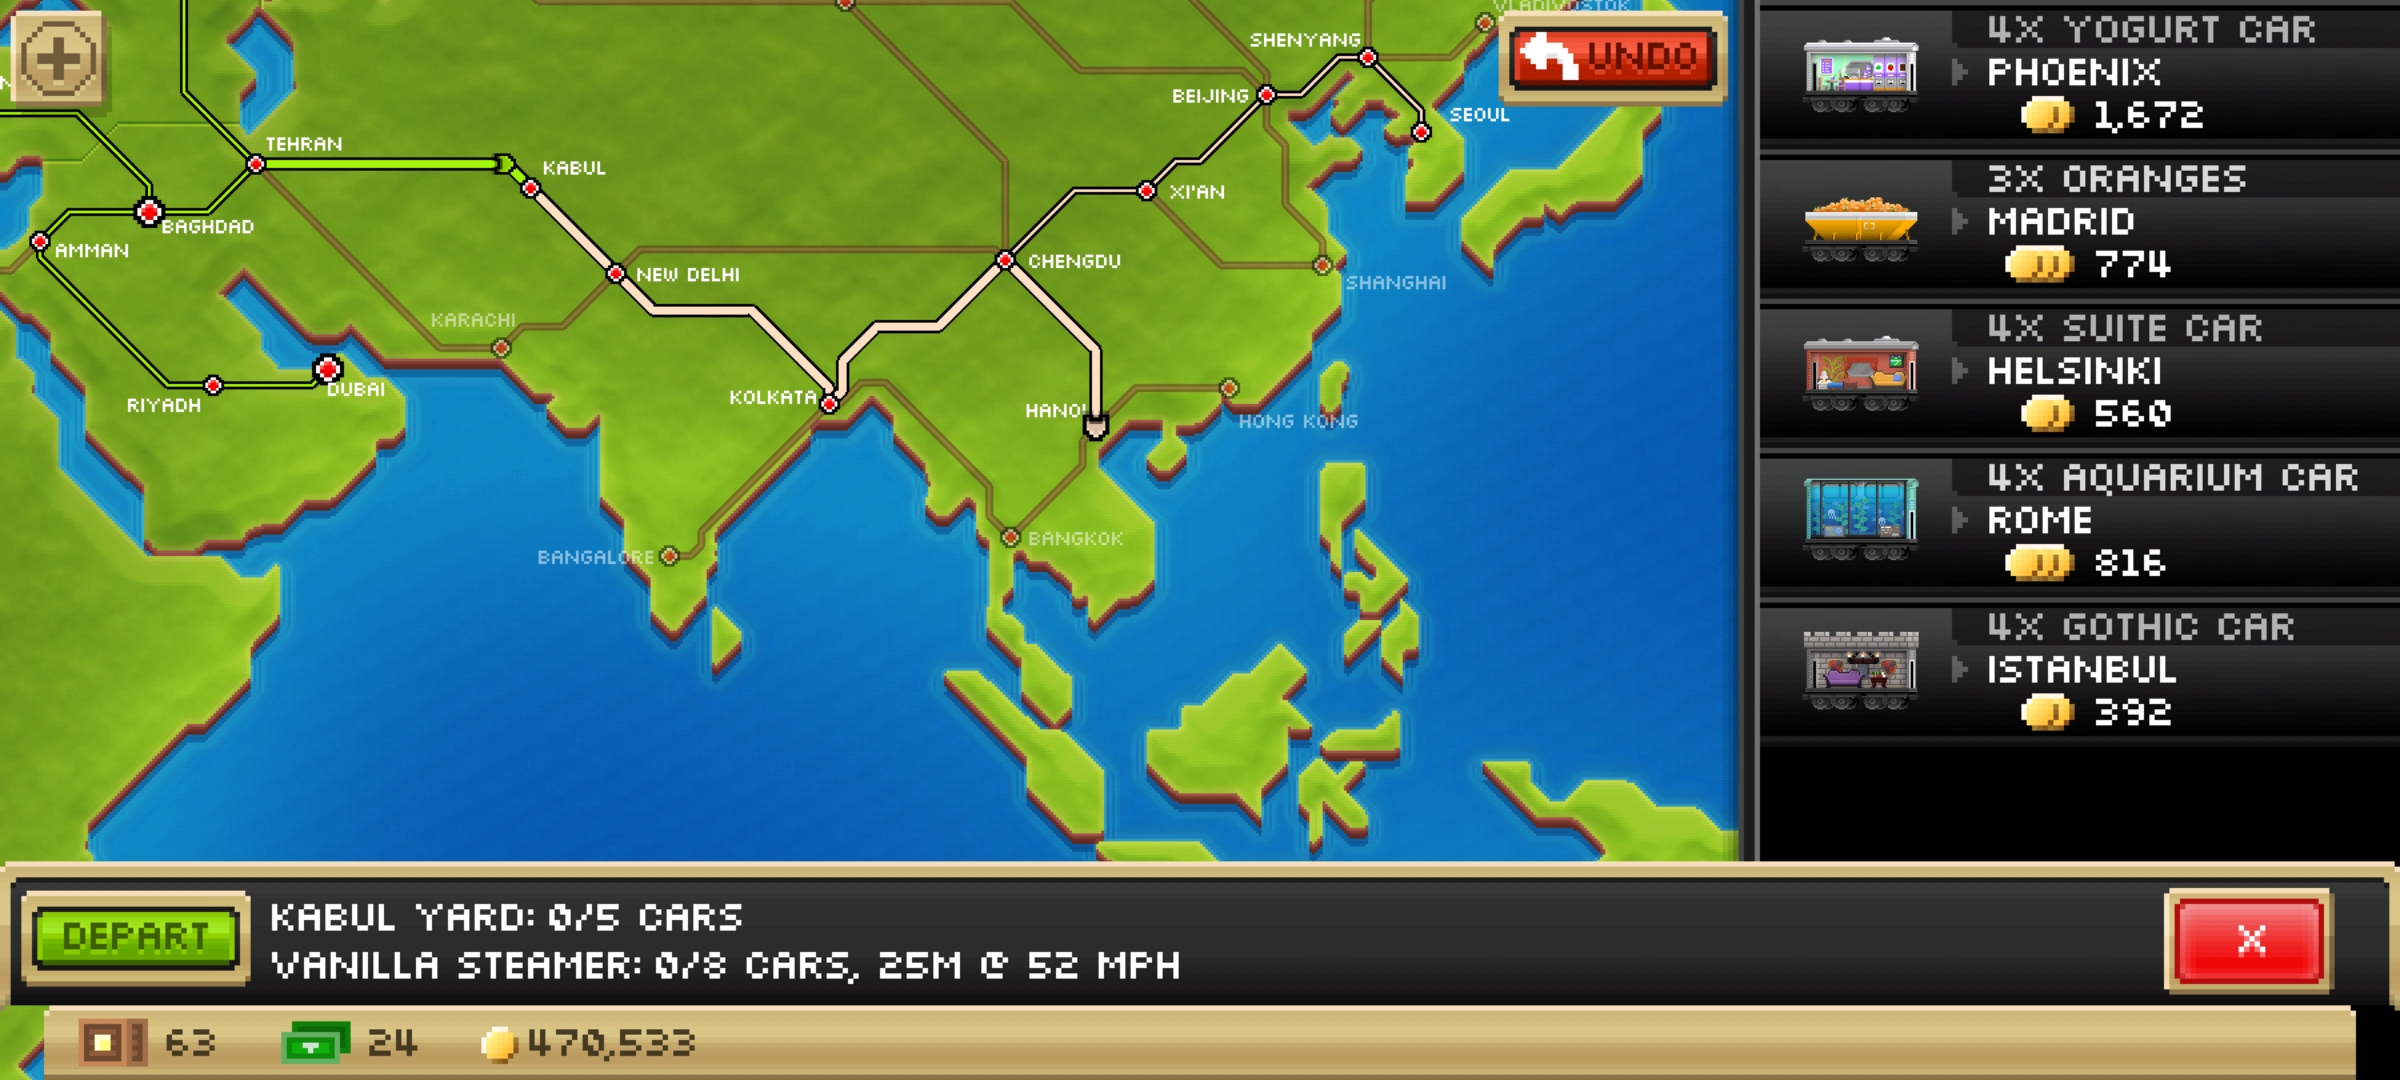 VLADIVOSTOK
SHENYANG
UNDO
BEIJING
SEOUL
TEHRAN
KABUL
XI'AN
BAGHDAD
AMMAN
NEW DELHI
CHENGDU
SHANGHAI
KARACHI
RIYADH
DUBAI
KOLKATA
HANOI
HONG KONG
BANGALORE
BANGKOK
4X YOGURT CAR
PHOENIX
1,672
3X ORANGES
MADRID
774
4X SUITE CAR
HELSINKI
560
4X AQUARIUM CAR
ROME
816
4X GOTHIC CAR
ISTANBUL
392
DEPART
KABUL YARD: 0/5 CARS
VANILLA STEAMER: 0/8 CARS, 25M @ 52 MPH
X
63
24
470,533